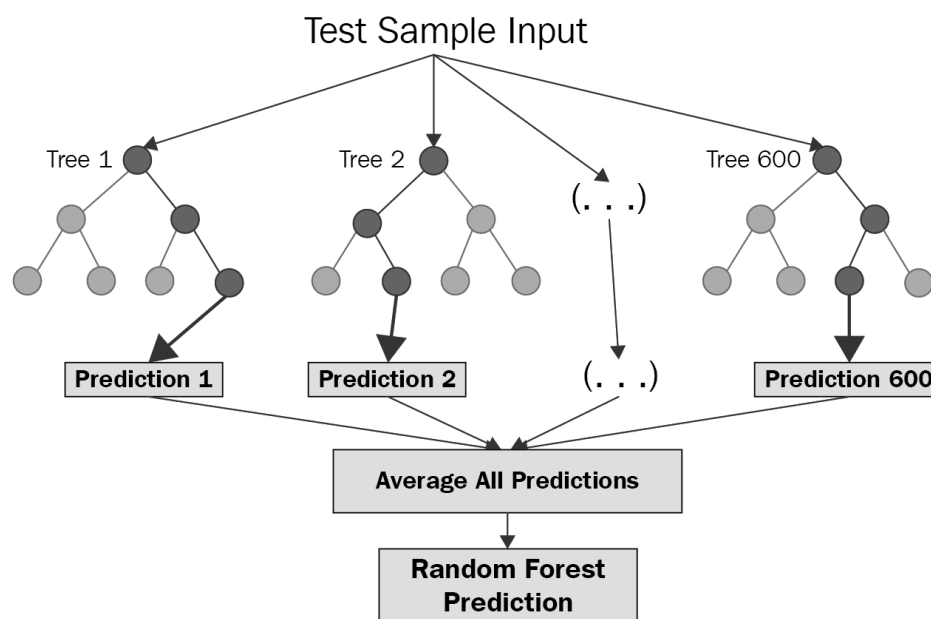 Test Sample Input
Tree 1
Tree 2
Tree 600
(. . .)
Prediction 1
Prediction 2
(. . .)
Prediction 600
Average All Predictions
Random Forest
Prediction